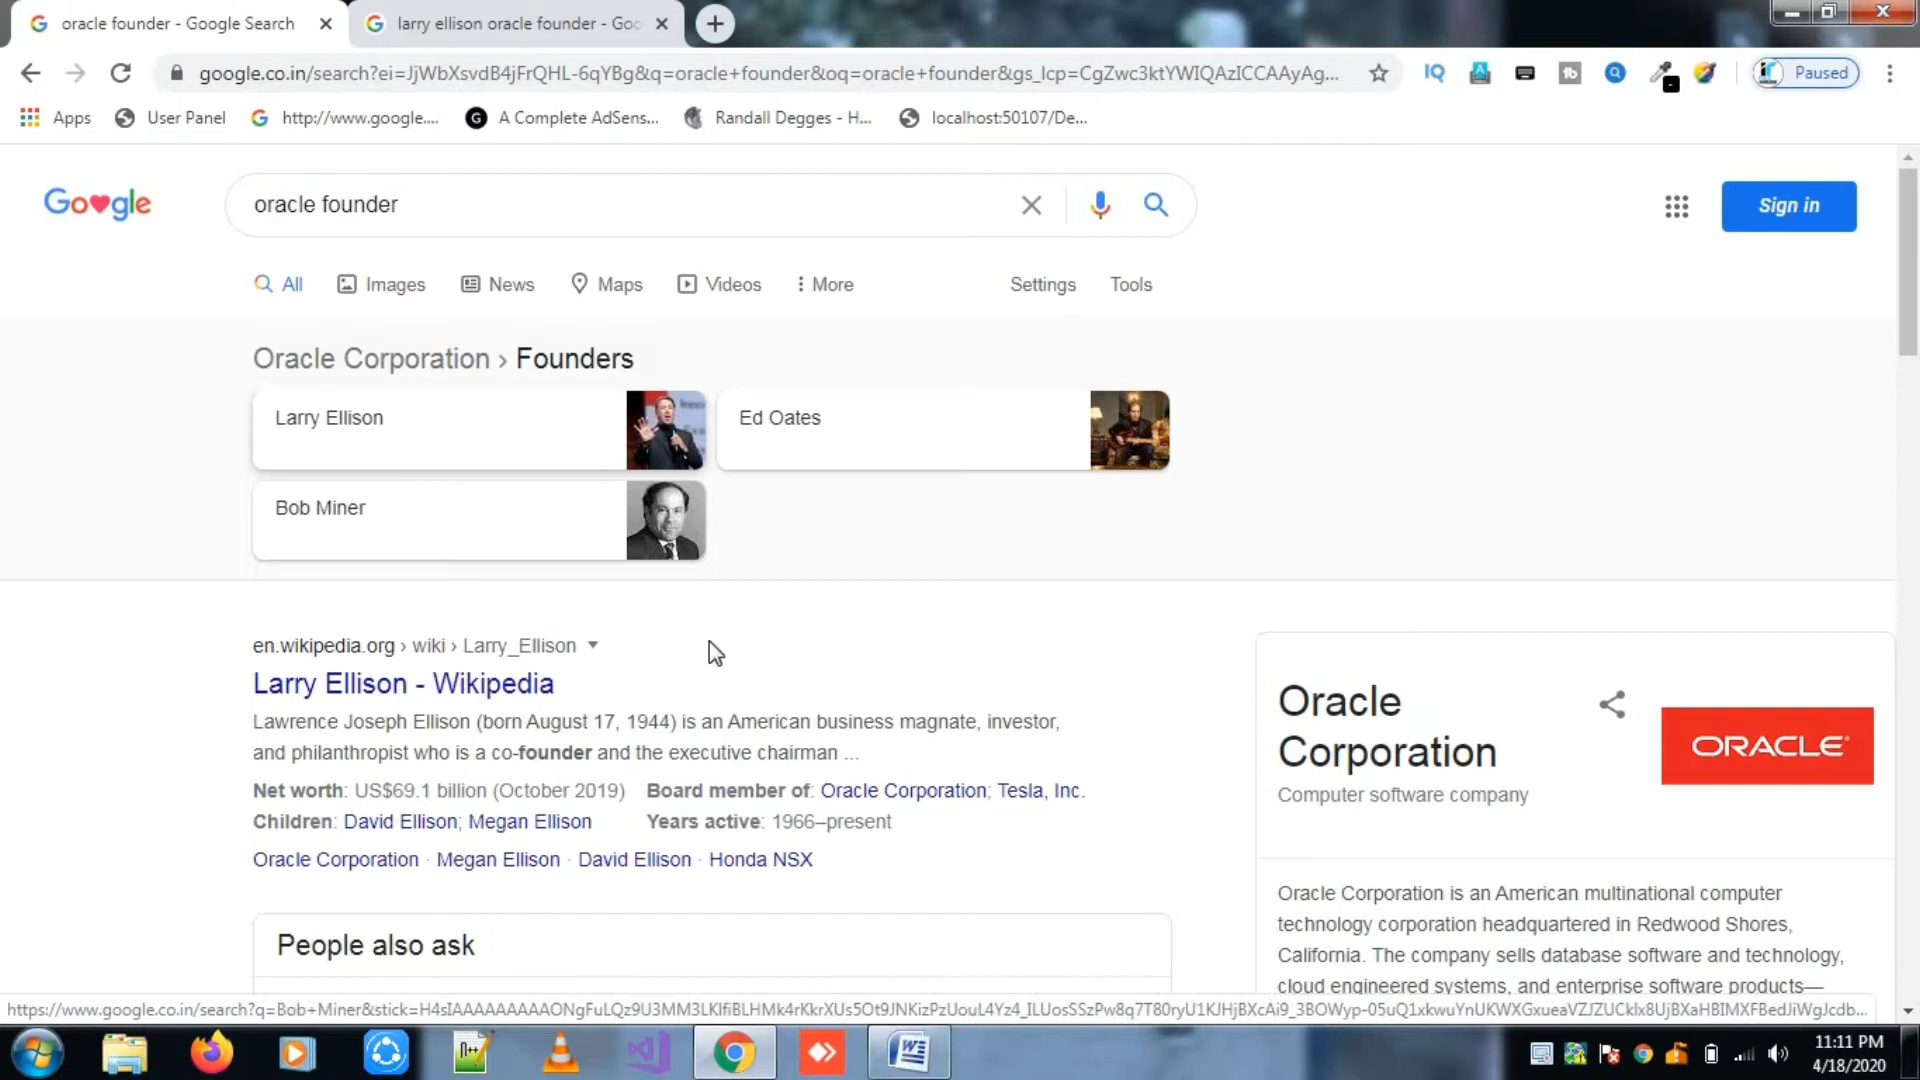 oracle founder - Google Search
larry ellison oracle founder - Goo
google.co.in/search?ei=JjWbXsvdB4jFrQHL-6qYBg&q=oracle+founder&oq=oracle+founder&gs_lcp=CgZwc3ktYWIQAzICCAAyAg...
IQ
Paused
Apps
User Panel
http://www.google....
A Complete AdSens...
Randall Degges - H...
localhost:50107/De...
Google
oracle founder
Sign in
All
Images
News
Maps
Videos
More
Settings
Tools
Oracle Corporation › Founders
Larry Ellison
Ed Oates
Bob Miner
en.wikipedia.org › wiki › Larry_Ellison
Larry Ellison - Wikipedia
Lawrence Joseph Ellison (born August 17, 1944) is an American business magnate, investor,
and philanthropist who is a co-founder and the executive chairman ...
Net worth: US$69.1 billion (October 2019) Board member of: Oracle Corporation; Tesla, Inc.
Children: David Ellison; Megan Ellison Years active: 1966–present
Oracle Corporation · Megan Ellison · David Ellison · Honda NSX
People also ask
Oracle
Corporation
Computer software company
ORACLE
Oracle Corporation is an American multinational computer
technology corporation headquartered in Redwood Shores,
California. The company sells database software and technology,
cloud engineered systems, and enterprise software products—
11:11 PM
4/18/2020